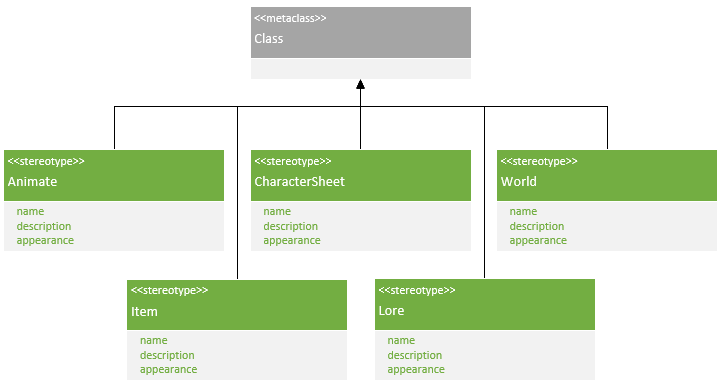 <<metaclass>>
Class
<<stereotype>>
Animate
name
description
appearance
<<stereotype>>
CharacterSheet
name
description
appearance
<<stereotype>>
World
name
description
appearance
<<stereotype>>
Item
name
description
appearance
<<stereotype>>
Lore
name
description
appearance